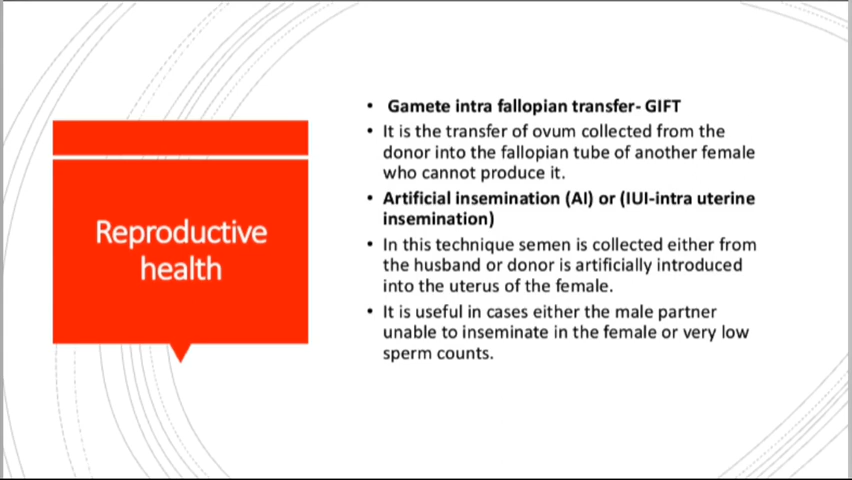 Reproductive
health
• Gamete intra fallopian transfer- GIFT
• It is the transfer of ovum collected from the
donor into the fallopian tube of another female
who cannot produce it.
• Artificial insemination (AI) or (IUI-intra uterine
insemination)
• In this technique semen is collected either from
the husband or donor is artificially introduced
into the uterus of the female.
• It is useful in cases either the male partner
unable to inseminate in the female or very low
sperm counts.